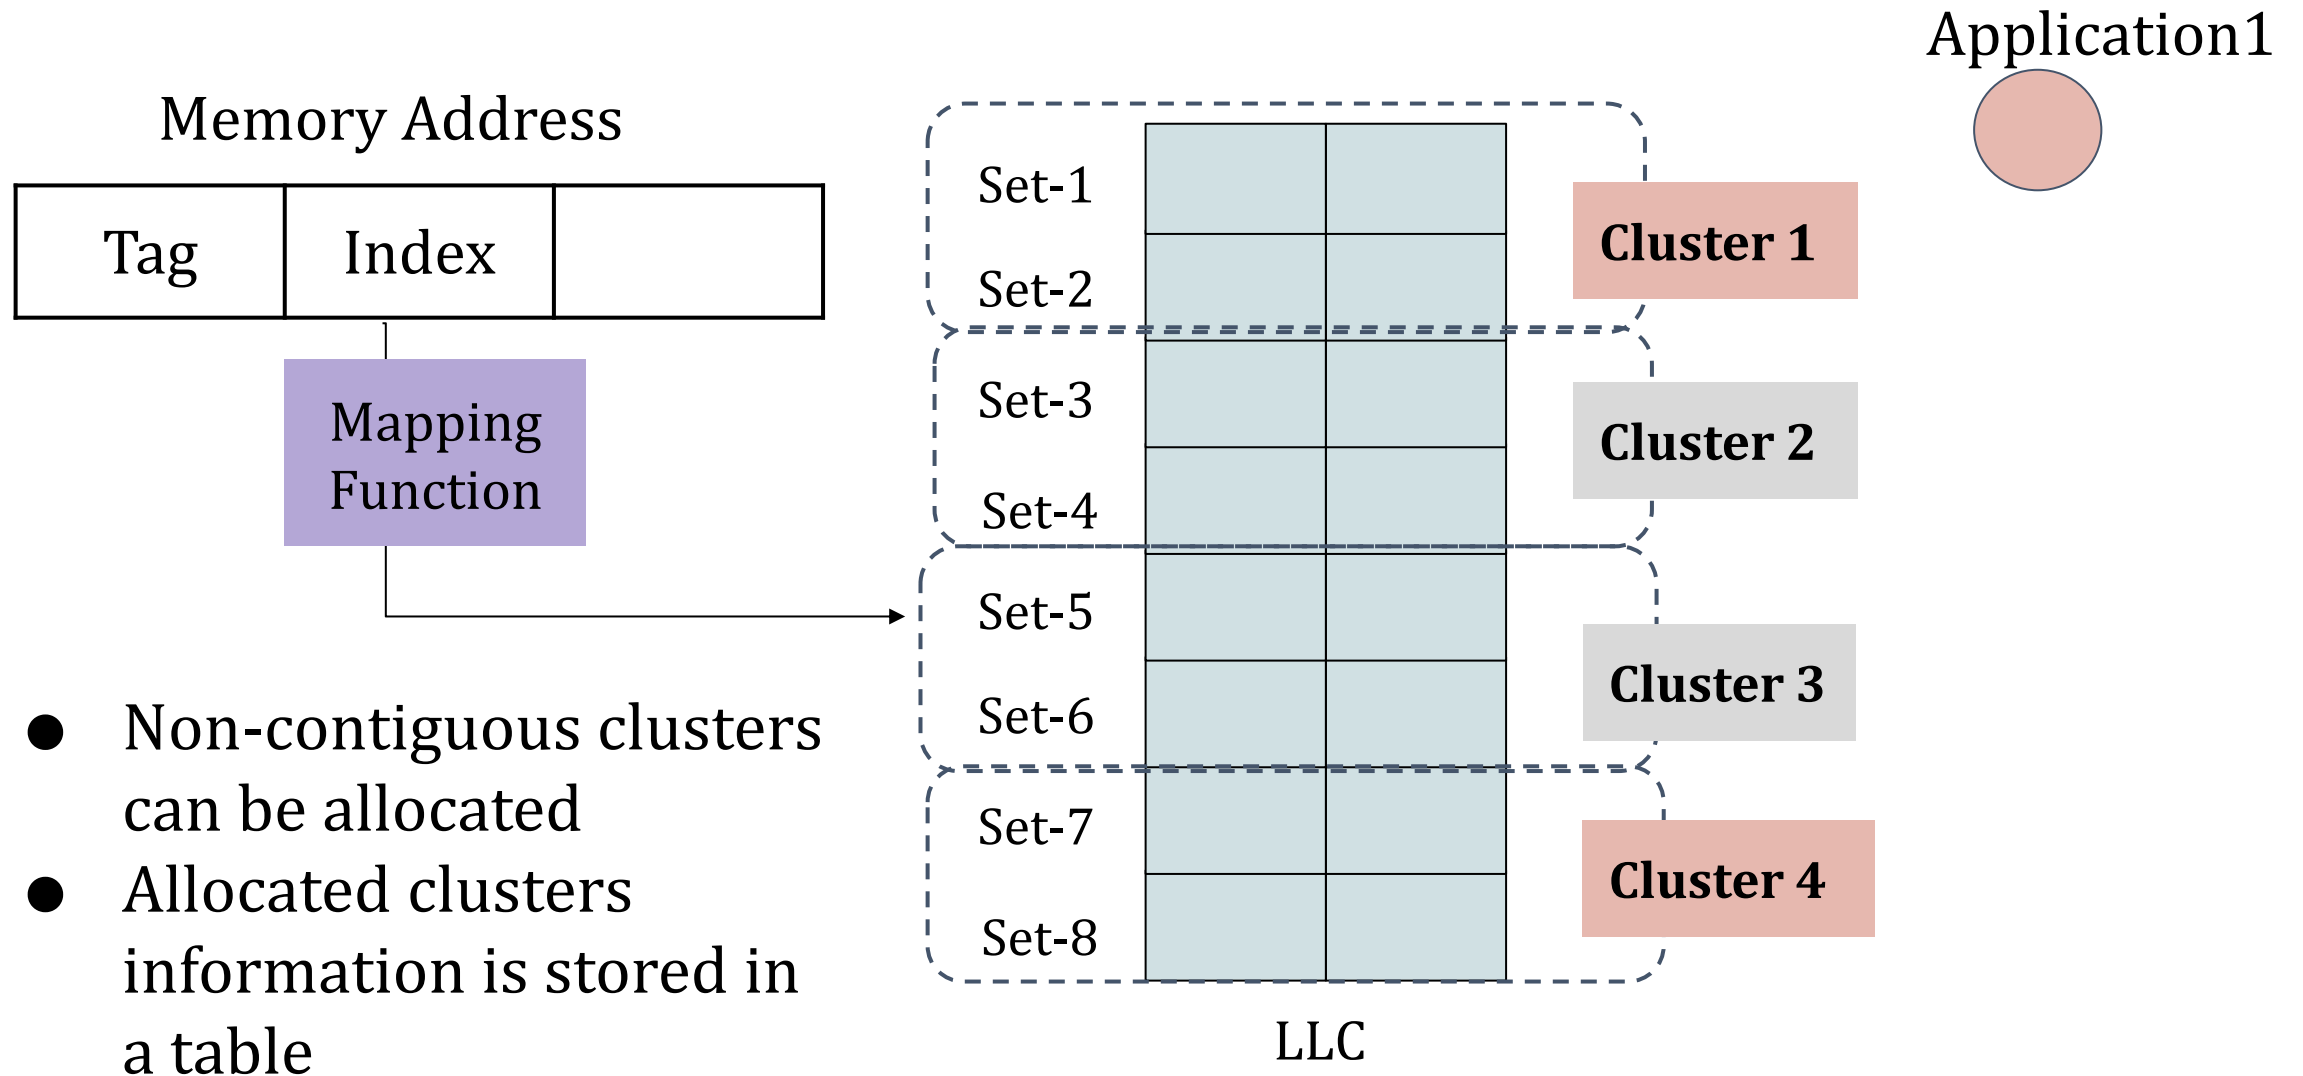 Application1
Memory Address
Tag
Index
Mapping
Function
● Non-contiguous clusters
can be allocated
● Allocated clusters
information is stored in
a table
Set-1
Set-2
Set-3
Set-4
Set-5
Set-6
Set-7
Set-8
LLC
Cluster 1
Cluster 2
Cluster 3
Cluster 4